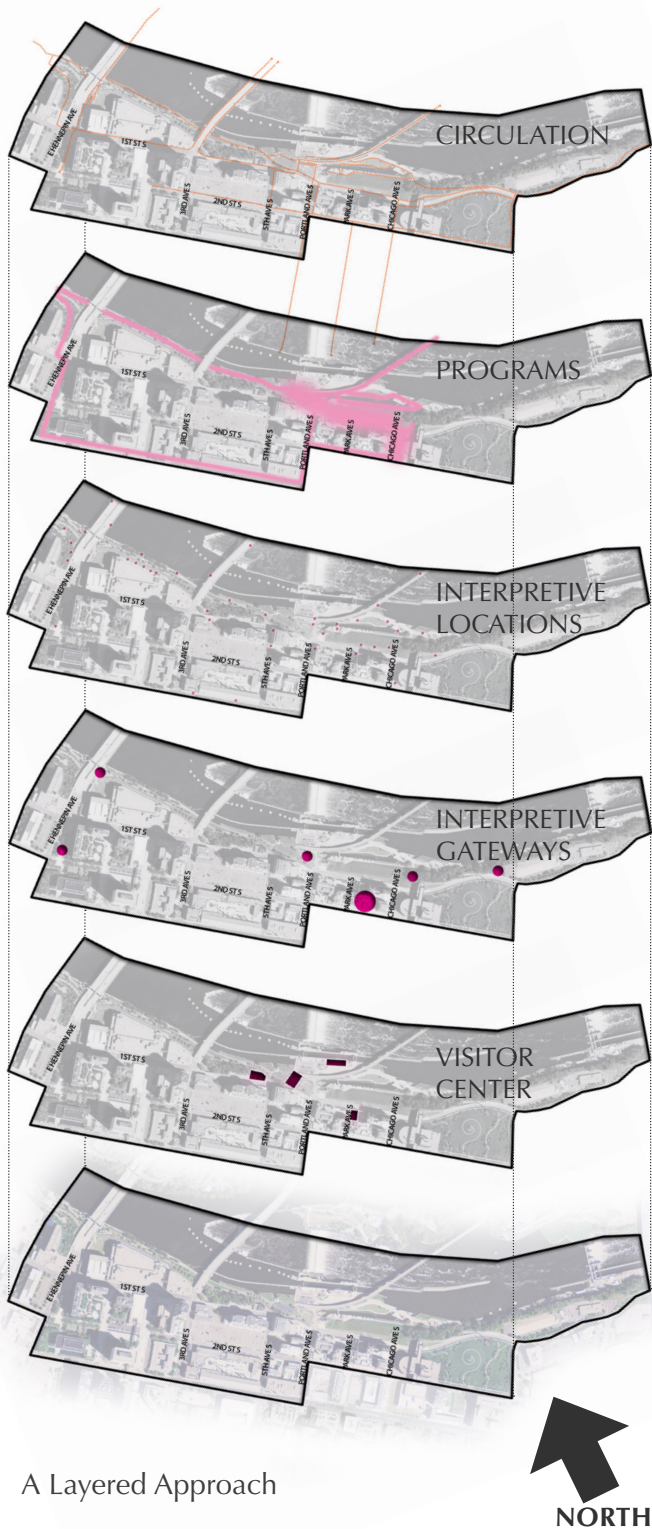 CIRCULATION
E HENNEPIN AVE
1ST ST S
3RD AVE S
2ND ST S
5TH AVE S
PORTLAND AVE S
PARK AVE S
CHICAGO AVE S
PROGRAMS
E HENNEPIN AVE
1ST ST S
3RD AVE S
2ND ST S
5TH AVE S
PORTLAND AVE S
PARK AVE S
CHICAGO AVE S
INTERPRETIVE
LOCATIONS
E HENNEPIN AVE
1ST ST S
3RD AVE S
2ND ST S
5TH AVE S
PORTLAND AVE S
PARK AVE S
CHICAGO AVE S
INTERPRETIVE
GATEWAYS
E HENNEPIN AVE
1ST ST S
3RD AVE S
2ND ST S
5TH AVE S
PORTLAND AVE S
PARK AVE S
CHICAGO AVE S
VISITOR
CENTER
E HENNEPIN AVE
1ST ST S
3RD AVE S
2ND ST S
5TH AVE S
PORTLAND AVE S
PARK AVE S
CHICAGO AVE S
E HENNEPIN AVE
1ST ST S
3RD AVE S
2ND ST S
5TH AVE S
PORTLAND AVE S
PARK AVE S
CHICAGO AVE S
A Layered Approach
NORTH